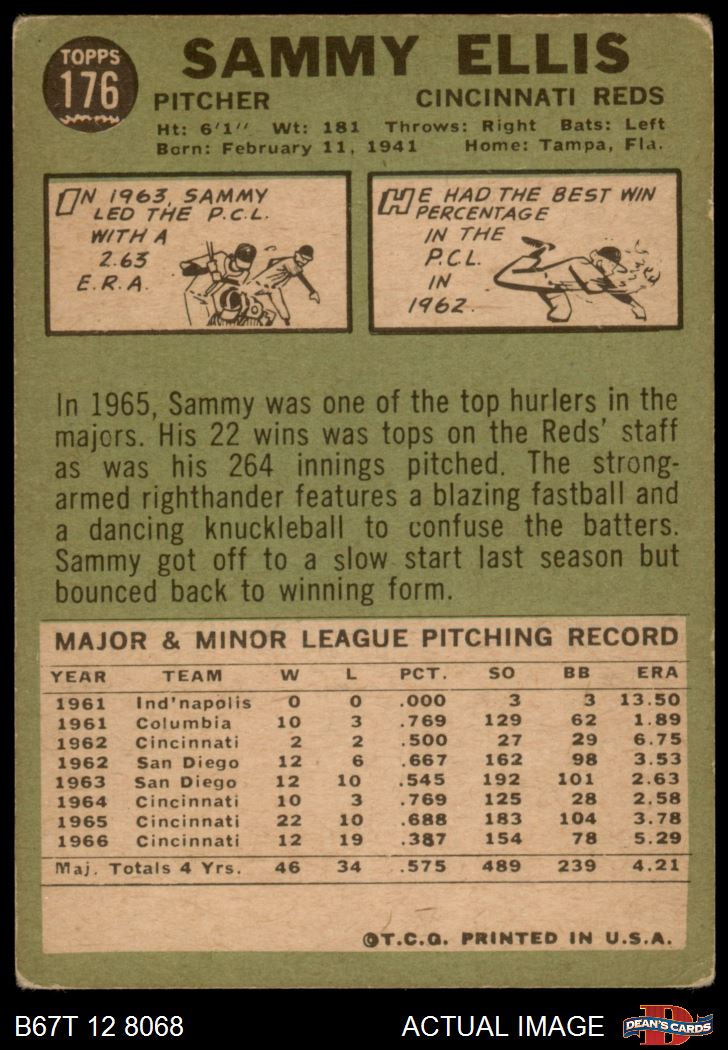 TOPPS
176
SAMMY ELLIS
PITCHER CINCINNATI REDS
Ht: 6'1" Wt: 181 Throws: Right Bats: Left
Born: February 11, 1941 Home: Tampa, Fla.
IN 1963, SAMMY
LED THE P.C.L.
WITH A
2.63
E.R.A.
HE HAD THE BEST WIN
PERCENTAGE
IN THE
P.C.L.
IN
1962.
In 1965, Sammy was one of the top hurlers in the
majors. His 22 wins was tops on the Reds' staff
as was his 264 innings pitched. The strong-
armed righthander features a blazing fastball and
a dancing knuckleball to confuse the batters.
Sammy got off to a slow start last season but
bounced back to winning form.
MAJOR & MINOR LEAGUE PITCHING RECORD
YEAR TEAM W L PCT. SO BB ERA
1961 Ind'napolis 0 0 .000 3 3 13.50
1961 Columbia 10 3 .769 129 62 1.89
1962 Cincinnati 2 2 .500 27 29 6.75
1962 San Diego 12 6 .667 162 98 3.53
1963 San Diego 12 10 .545 192 101 2.63
1964 Cincinnati 10 3 .769 125 28 2.58
1965 Cincinnati 22 10 .688 183 104 3.78
1966 Cincinnati 12 19 .387 154 78 5.29
Maj. Totals 4 Yrs. 46 34 .575 489 239 4.21
©T.C.G. PRINTED IN U.S.A.
B67T 12 8068 ACTUAL IMAGE
DEAN'S CARDS